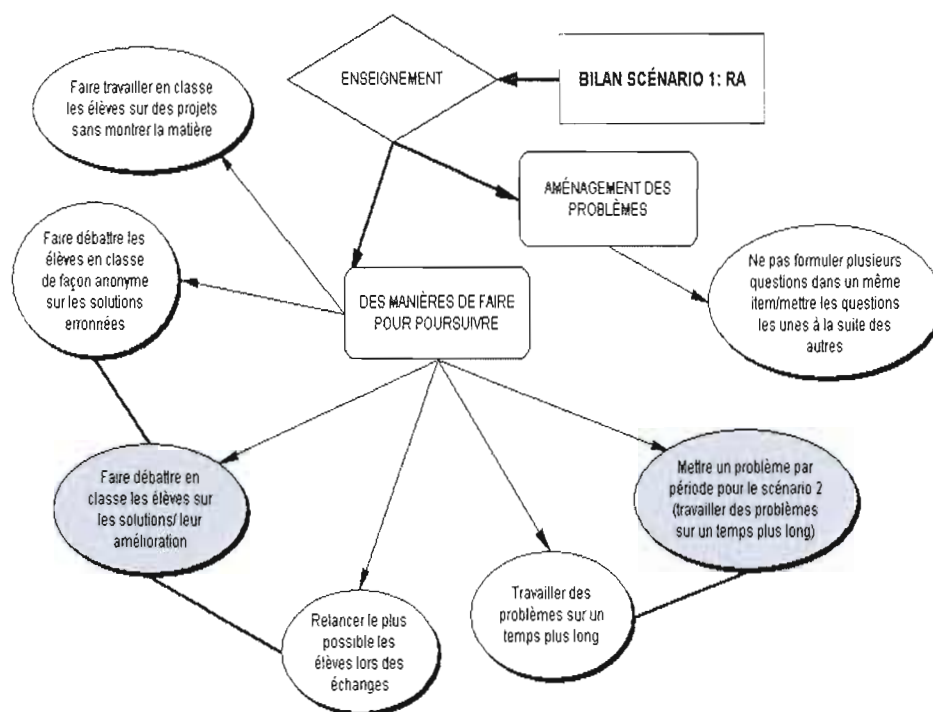 ENSEIGNEMENT
BILAN SCÉNARIO 1: RA
Faire travailler en classe
les élèves sur des projets
sans montrer la matière
AMÉNAGEMENT DES
PROBLÈMES
Faire débattre les
élèves en classe
de façon anonyme
sur les solutions
erronnées
DES MANIÈRES DE FAIRE
POUR POURSUIVRE
Ne pas formuler plusieurs
questions dans un même
item/mettre les questions
les unes à la suite des
autres
Faire débattre en
classe les élèves sur
les solutions/ leur
amélioration
Mettre un problème par
période pour le scénario 2
(travailler des problèmes
sur un temps plus long)
Relancer le plus
possible les
élèves lors des
échanges
Travailler des
problèmes sur un
temps plus long